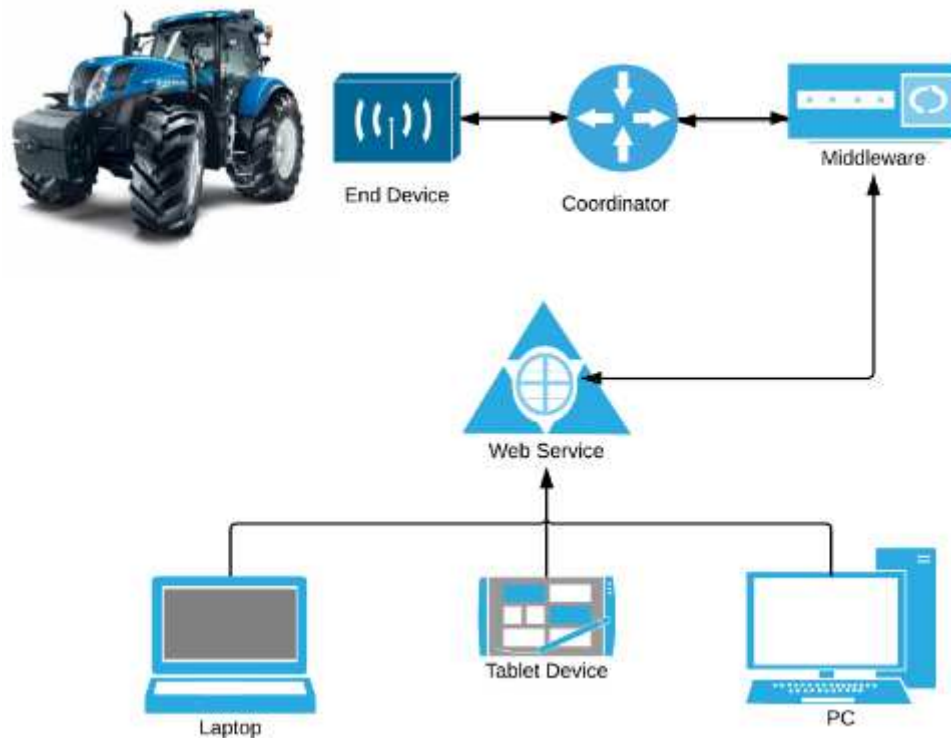 End Device
Coordinator
Middleware
Web Service
Laptop
Tablet Device
PC